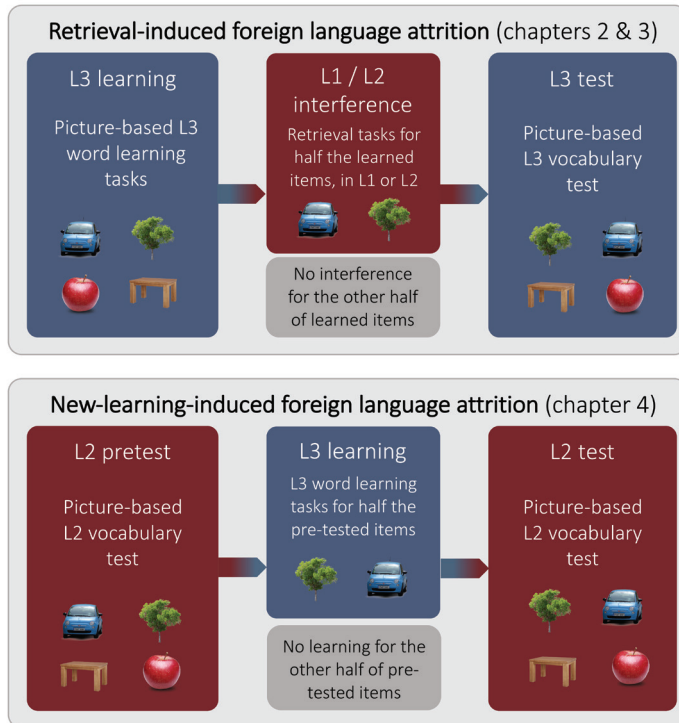 Retrieval-induced foreign language attrition (chapters 2 & 3)
L3 learning
Picture-based L3
word learning
tasks
L1 / L2
interference
Retrieval tasks for
half the learned
items, in L1 or L2
No interference
for the other half
of learned items
L3 test
Picture-based
L3 vocabulary
test
New-learning-induced foreign language attrition (chapter 4)
L2 pretest
Picture-based
L2 vocabulary
test
L3 learning
L3 word learning
tasks for half the
pre-tested items
No learning for the
other half of pre-
tested items
L2 test
Picture-based
L2 vocabulary
test